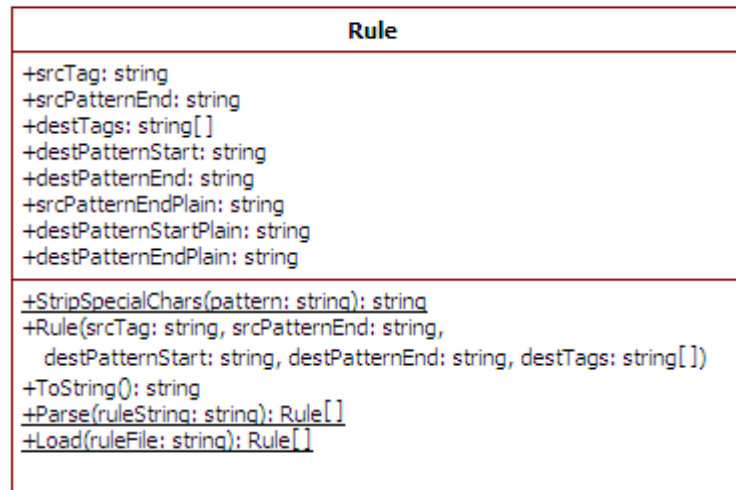 Rule
+srcTag: string
+srcPatternEnd: string
+destTags: string[]
+destPatternStart: string
+destPatternEnd: string
+srcPatternEndPlain: string
+destPatternStartPlain: string
+destPatternEndPlain: string
+StripSpecialChars(pattern: string): string
+Rule(srcTag: string, srcPatternEnd: string,
destPatternStart: string, destPatternEnd: string, destTags: string[])
+ToString(): string
+Parse(ruleString: string): Rule[]
+Load(ruleFile: string): Rule[]